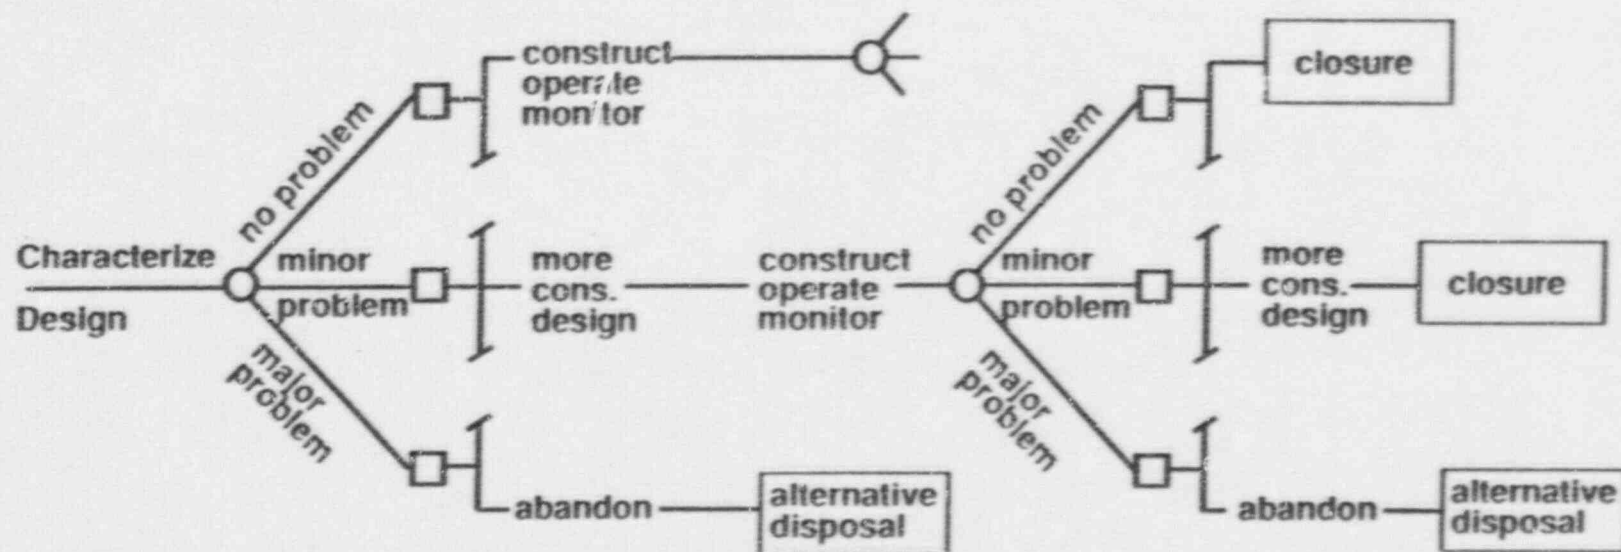 Characterize
Design
no problem
minor
problem
major
problem
construct
operate
monitor
more
cons.
design
construct
operate
monitor
abandon
alternative
disposal
no problem
minor
problem
major
problem
closure
more
cons.
design
closure
abandon
alternative
disposal